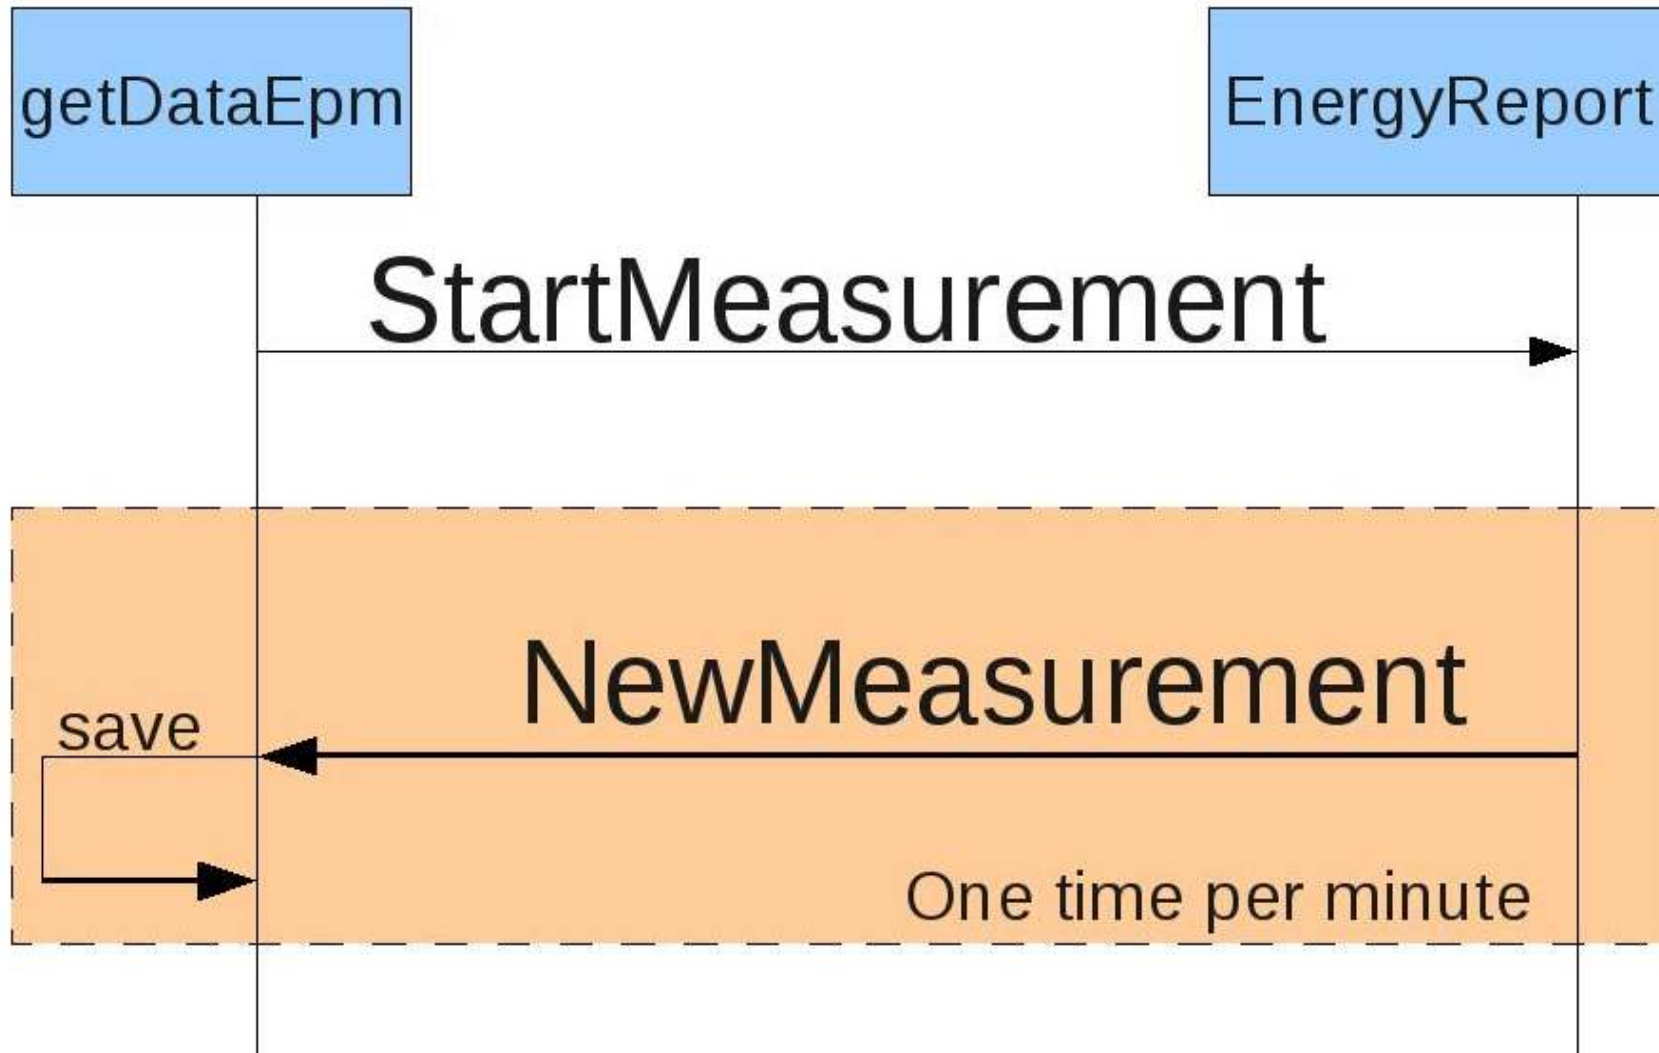 getDataEpm
EnergyReport
StartMeasurement
NewMeasurement
save
One time per minute